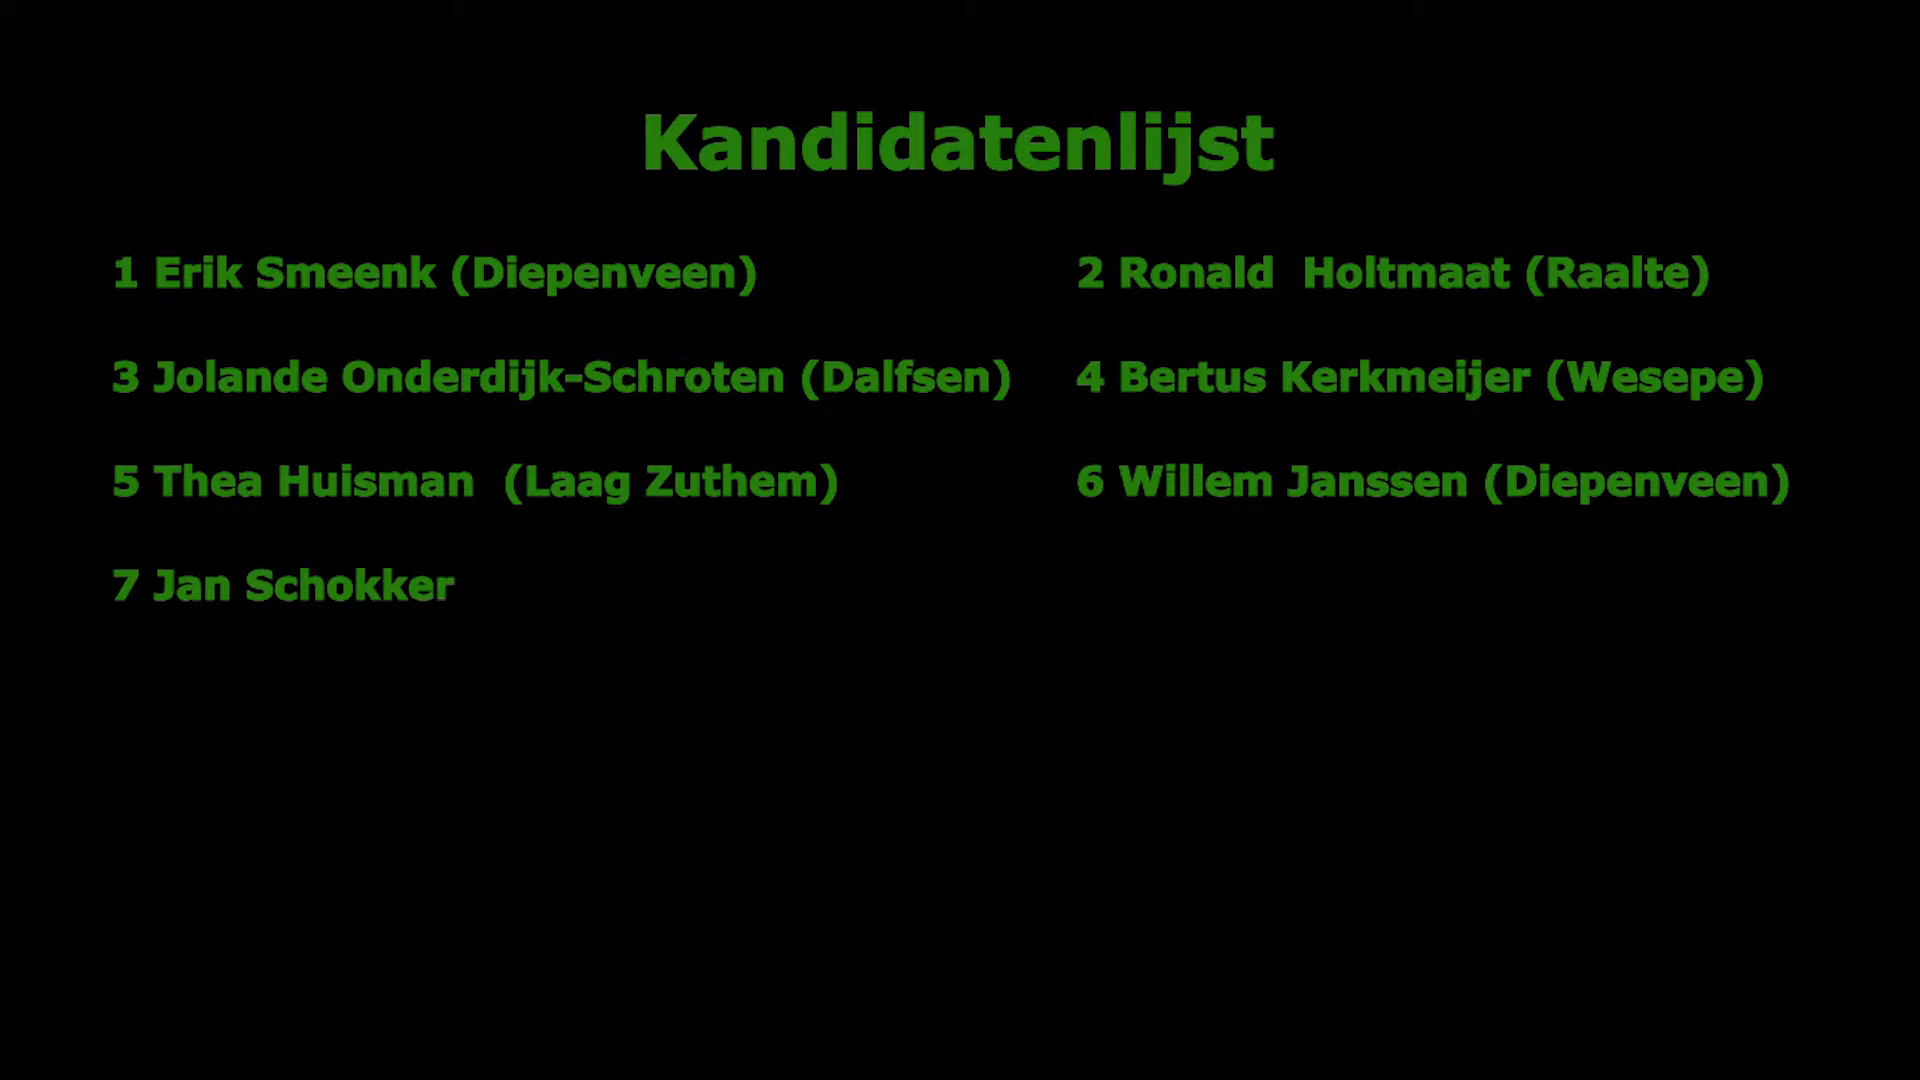 Kandidatenlijst
1 Erik Smeenk (Diepenveen)
2 Ronald  Holtmaat (Raalte)
3 Jolande Onderdijk-Schroten (Dalfsen)
4 Bertus Kerkmeijer (Wesepe)
5 Thea Huisman  (Laag Zuthem)
6 Willem Janssen (Diepenveen)
7 Jan Schokker